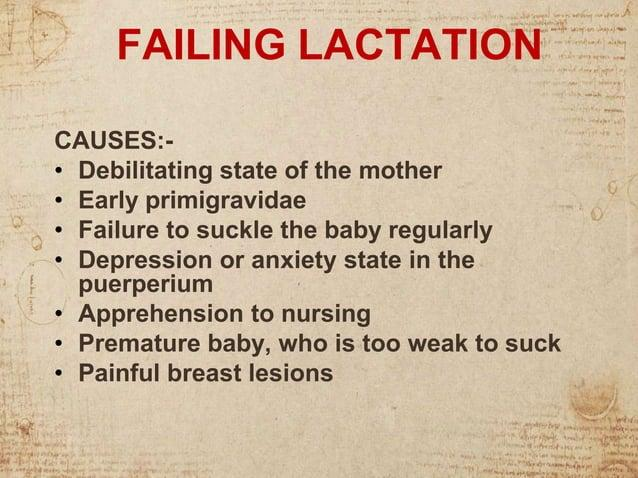 FAILING LACTATION
CAUSES:-
• Debilitating state of the mother
• Early primigravidae
• Failure to suckle the baby regularly
• Depression or anxiety state in the
puerperium
• Apprehension to nursing
• Premature baby, who is too weak to suck
• Painful breast lesions